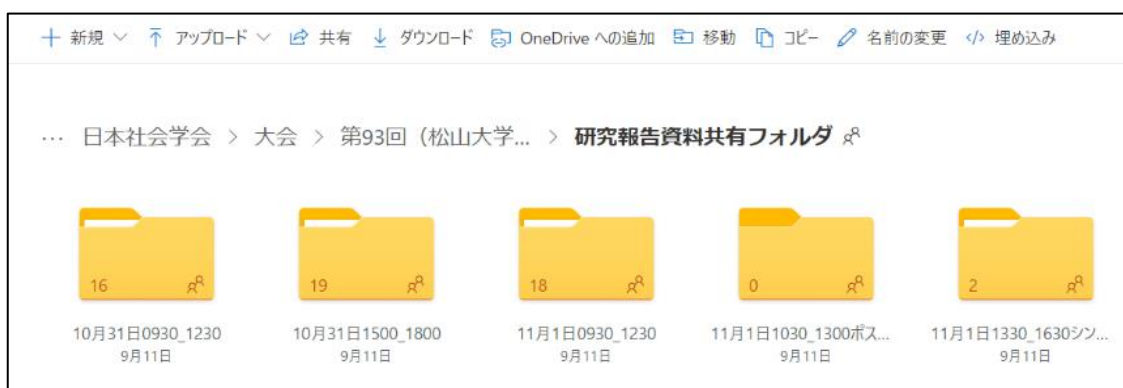 新規 アップロード 共有 ダウンロード OneDrive への追加 移動 コピー 名前の変更 埋め込み
… 日本社会学会 > 大会 > 第93回（松山大学... > 研究報告資料共有フォルダ
16 19 18 0 2
10月31日0930_1230 10月31日1500_1800 11月1日0930_1230 11月1日1030_1300ポス... 11月1日1330_1630シン...
9月11日 9月11日 9月11日 9月11日 9月11日